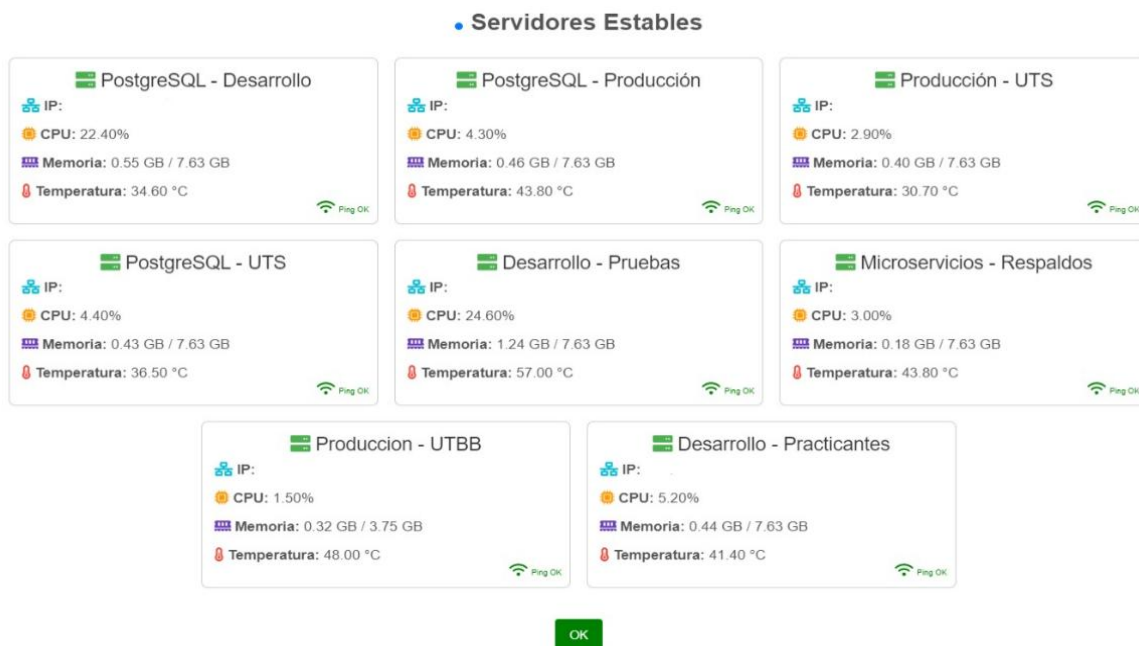 Servidores Estables
PostgreSQL - Desarrollo
IP:
CPU: 22.40%
Memoria: 0.55 GB / 7.63 GB
Temperatura: 34.60 °C
Ping OK
PostgreSQL - Producción
IP:
CPU: 4.30%
Memoria: 0.46 GB / 7.63 GB
Temperatura: 43.80 °C
Ping OK
Producción - UTS
IP:
CPU: 2.90%
Memoria: 0.40 GB / 7.63 GB
Temperatura: 30.70 °C
Ping OK
PostgreSQL - UTS
IP:
CPU: 4.40%
Memoria: 0.43 GB / 7.63 GB
Temperatura: 36.50 °C
Ping OK
Desarrollo - Pruebas
IP:
CPU: 24.60%
Memoria: 1.24 GB / 7.63 GB
Temperatura: 57.00 °C
Ping OK
Microservicios - Respaldos
IP:
CPU: 3.00%
Memoria: 0.18 GB / 7.63 GB
Temperatura: 43.80 °C
Ping OK
Produccion - UTBB
IP:
CPU: 1.50%
Memoria: 0.32 GB / 3.75 GB
Temperatura: 48.00 °C
Ping OK
Desarrollo - Practicantes
IP:
CPU: 5.20%
Memoria: 0.44 GB / 7.63 GB
Temperatura: 41.40 °C
Ping OK
OK